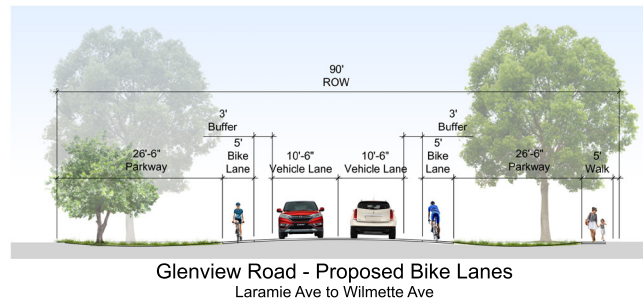 90'
ROW
3'
Buffer
3'
Buffer
26'-6"
Parkway
5'
Bike
Lane
10'-6"
Vehicle Lane
10'-6"
Vehicle Lane
5'
Bike
Lane
26'-6"
Parkway
5'
Walk
Glenview Road - Proposed Bike Lanes
Laramie Ave to Wilmette Ave